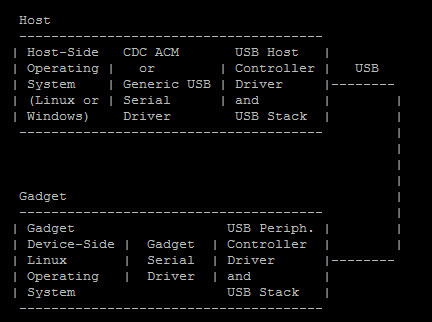 Host
--------------------------------------
| Host-Side   CDC ACM       USB Host   |
| Operating |   or        | Controller |   USB
| System    | Generic USB | Driver     |--------
| (Linux or | Serial      | and        |        |
| Windows)    Driver        USB Stack  |        |
--------------------------------------         |
                                                |
                                                |
                                                |
Gadget                                          |
--------------------------------------         |
| Gadget                   USB Periph. |        |
| Device-Side |  Gadget  | Controller  |        |
| Linux       |  Serial  | Driver      |--------
| Operating   |  Driver  | and         |
| System                   USB Stack   |
--------------------------------------